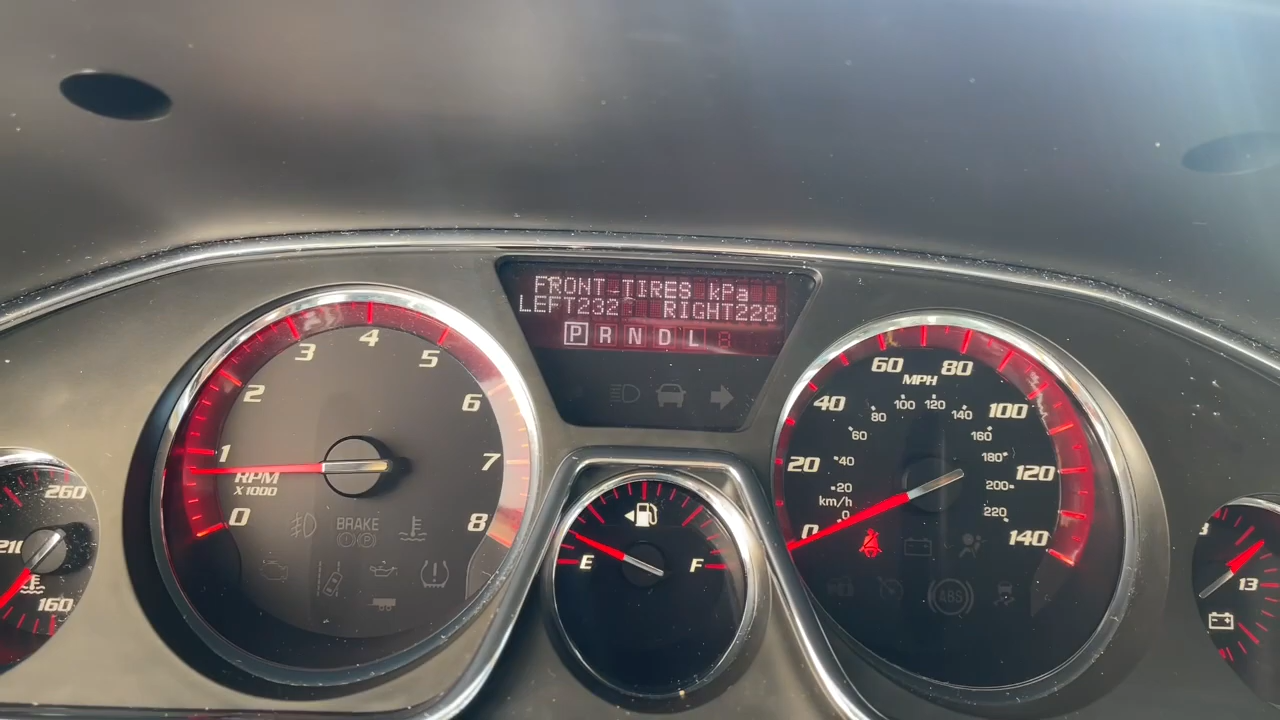 FRONT TIRES kPa
LEFT232 RIGHT228
P R N D L 8
0 1 2 3 4 5 6 7 8
RPM
X1000
BRAKE
(P)
E F
0 20 40 60 80 100 120 140
MPH
0 20 40 60 80 100 120 140 160 180 200 220
km/h
ABS
260
210
160
13